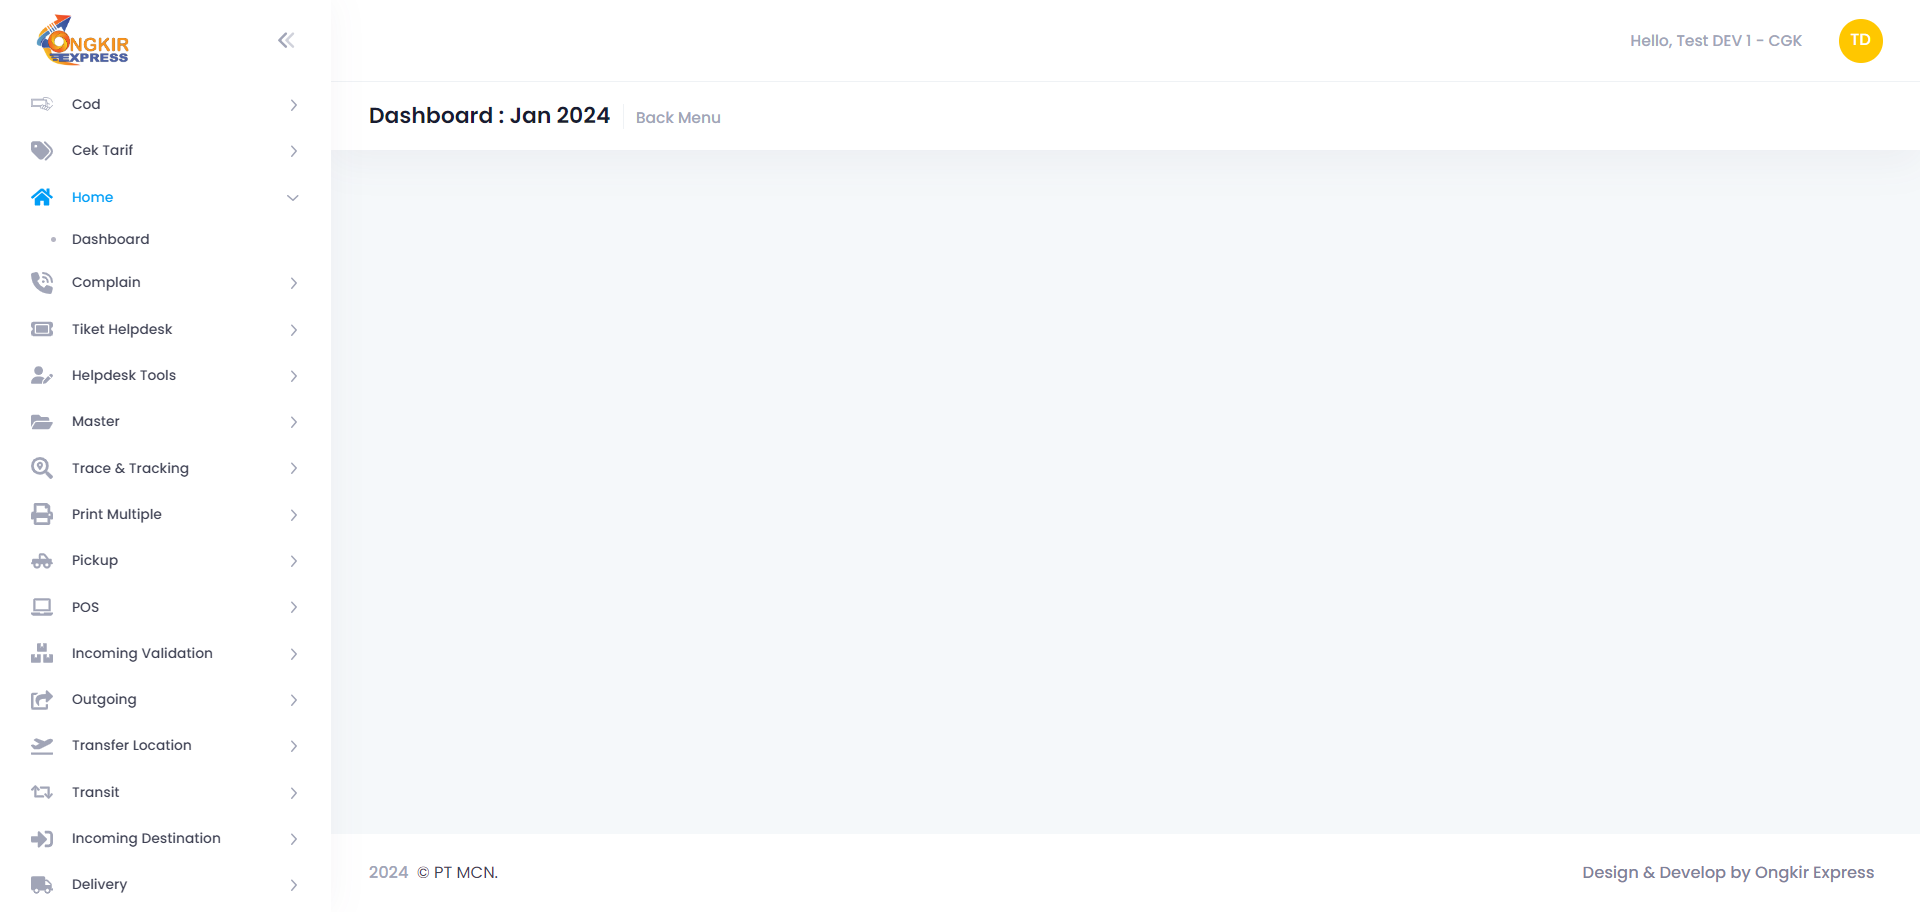 ONGKIR
EXPRESS
Hello, Test DEV 1 - CGK
TD
Dashboard : Jan 2024
Back Menu
Cod
Cek Tarif
Home
Dashboard
Complain
Tiket Helpdesk
Helpdesk Tools
Master
Trace & Tracking
Print Multiple
Pickup
POS
Incoming Validation
Outgoing
Transfer Location
Transit
Incoming Destination
Delivery
2024 © PT MCN.
Design & Develop by Ongkir Express